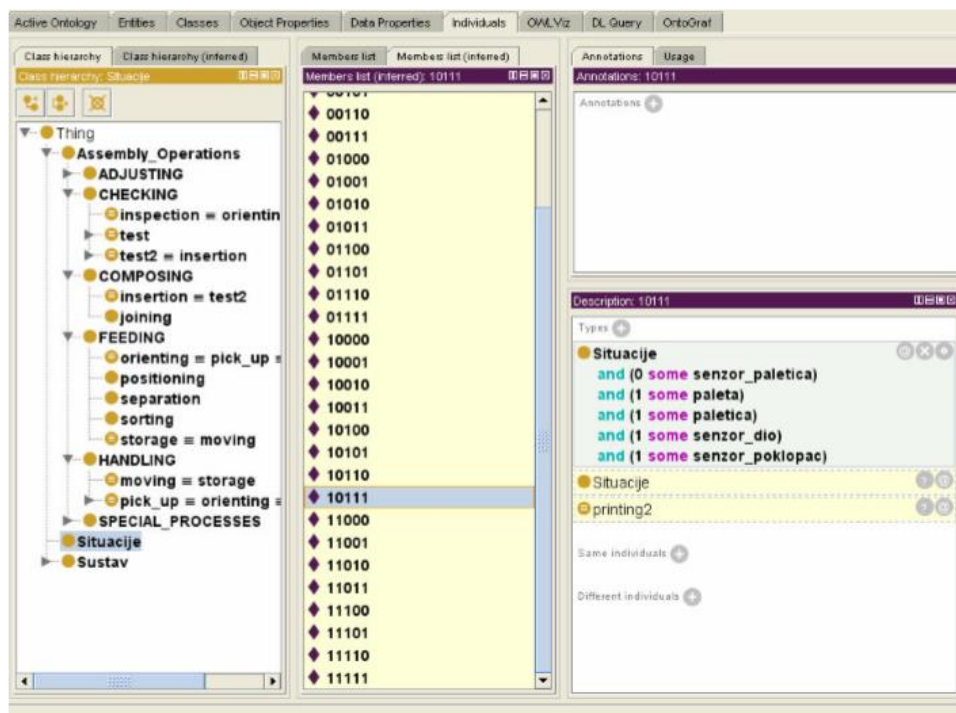 Active Ontology Entities Classes Object Properties Data Properties Individuals OWLViz DL Query OntoGraf
Class hierarchy Class hierarchy (inferred)
Class hierarchy: Situacije
Thing
Assembly_Operations
ADJUSTING
CHECKING
inspection ≡ orientin
test
test2 ≡ insertion
COMPOSING
insertion ≡ test2
joining
FEEDING
orienting ≡ pick_up ≡
positioning
separation
sorting
storage ≡ moving
HANDLING
moving ≡ storage
pick_up ≡ orienting ≡
SPECIAL_PROCESSES
Situacije
Sustav
Members list Members list (inferred)
Members list (inferred): 10111
00101
00110
00111
01000
01001
01010
01011
01100
01101
01110
01111
10000
10001
10010
10011
10100
10101
10110
10111
11000
11001
11010
11011
11100
11101
11110
11111
Annotations Usage
Annotations: 10111
Annotations
Description: 10111
Types
Situacije
and (0 some senzor_paletica)
and (1 some paleta)
and (1 some paletica)
and (1 some senzor_dio)
and (1 some senzor_poklopac)
Situacije
printing2
Same individuals
Different individuals